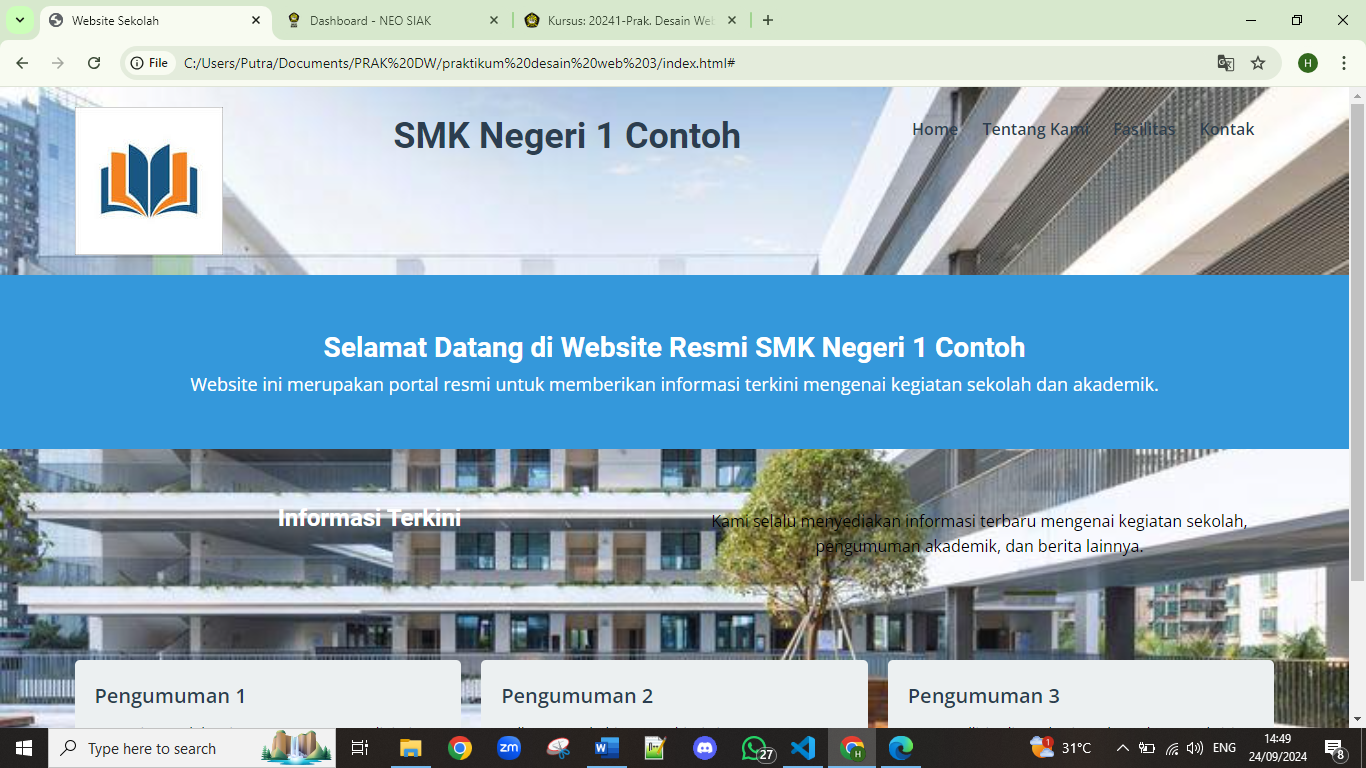 Website Sekolah
Dashboard - NEO SIAK
Kursus: 20241-Prak. Desain Web
File
C:/Users/Putra/Documents/PRAK%20DW/praktikum%20desain%20web%203/index.html#
H
SMK Negeri 1 Contoh
Home Tentang Kami Fasilitas Kontak
Selamat Datang di Website Resmi SMK Negeri 1 Contoh
Website ini merupakan portal resmi untuk memberikan informasi terkini mengenai kegiatan sekolah dan akademik.
Informasi Terkini
Kami selalu menyediakan informasi terbaru mengenai kegiatan sekolah,
pengumuman akademik, dan berita lainnya.
Pengumuman 1
Pengumuman 2
Pengumuman 3
Type here to search
zm
27
H
1
31°C
ENG
14:49
24/09/2024
8